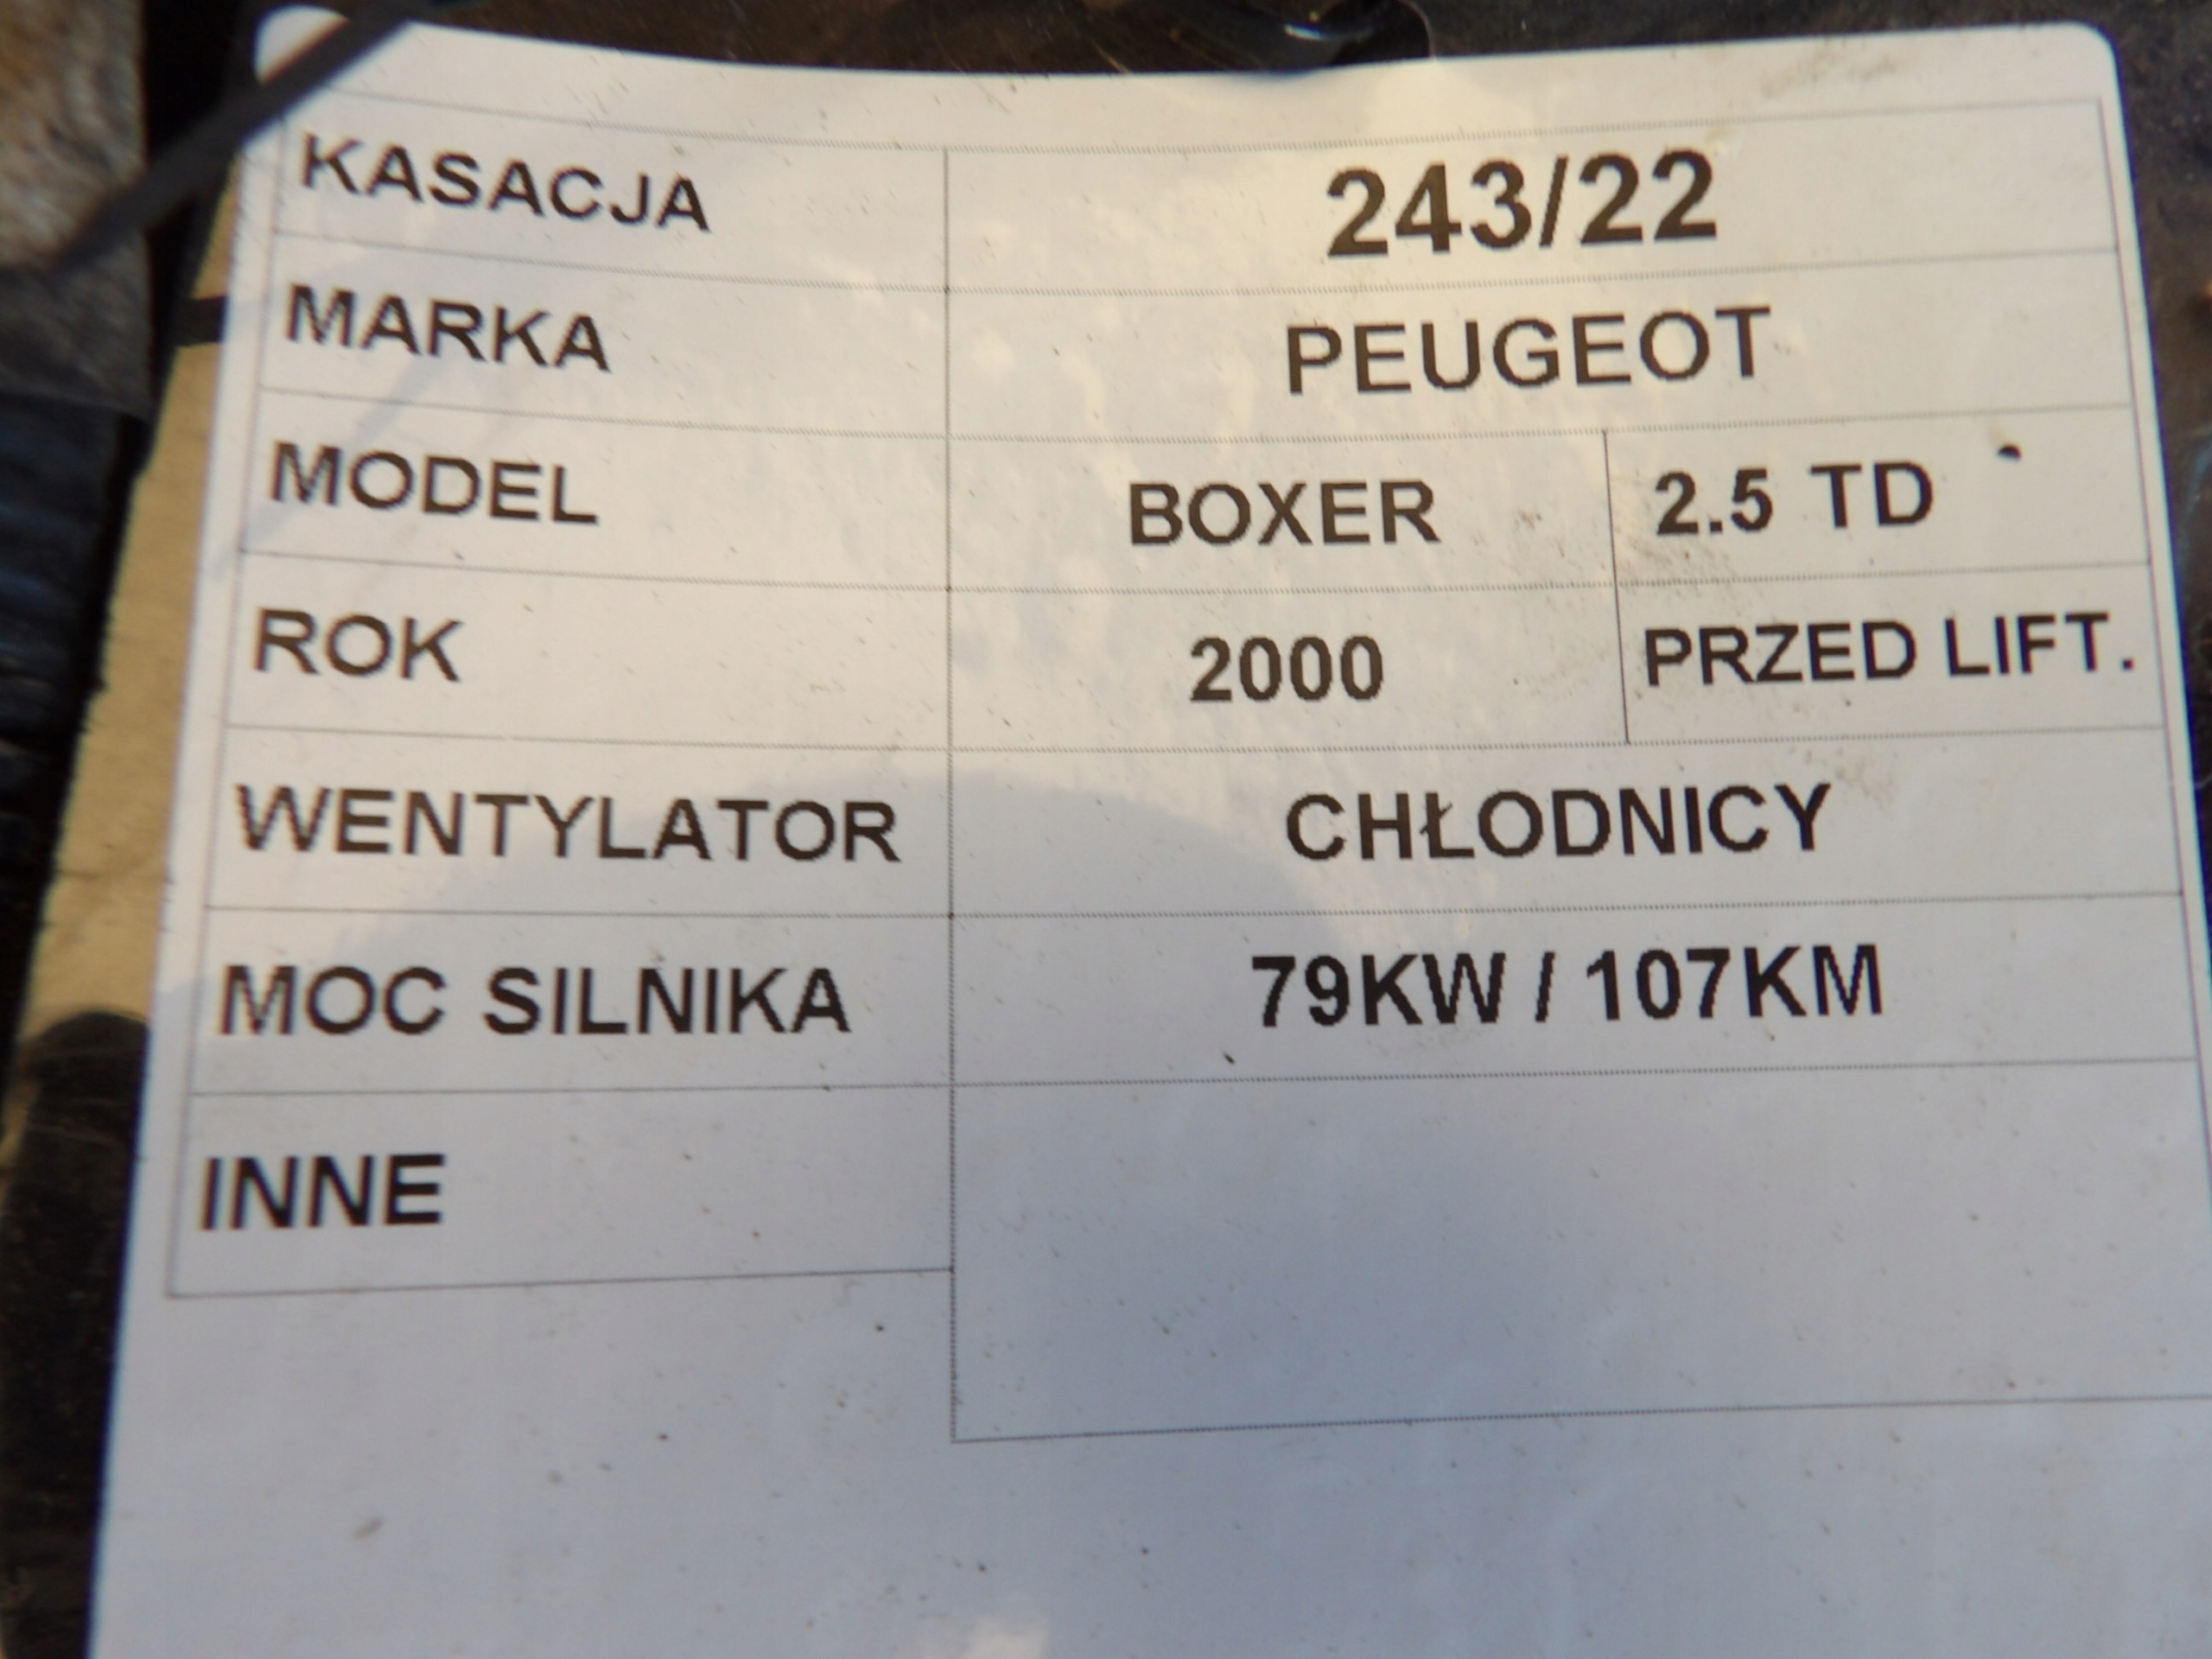 KASACJA 243/22
MARKA PEUGEOT
MODEL BOXER 2.5 TD
ROK 2000 PRZED LIFT.
WENTYLATOR CHŁODNICY
MOC SILNIKA 79KW / 107KM
INNE